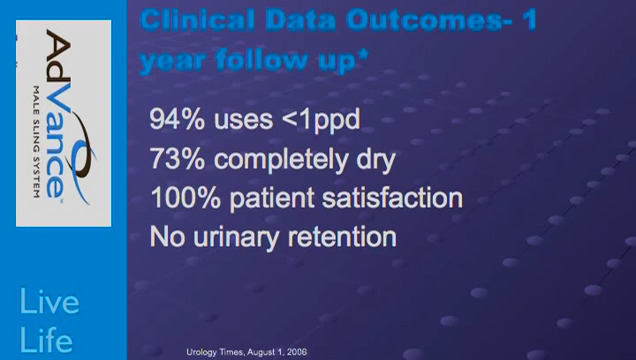 Clinical Data Outcomes- 1
year follow up*
AdVance™
MALE SLING SYSTEM
94% uses <1ppd
73% completely dry
100% patient satisfaction
No urinary retention
Live
Life
Urology Times, August 1, 2006